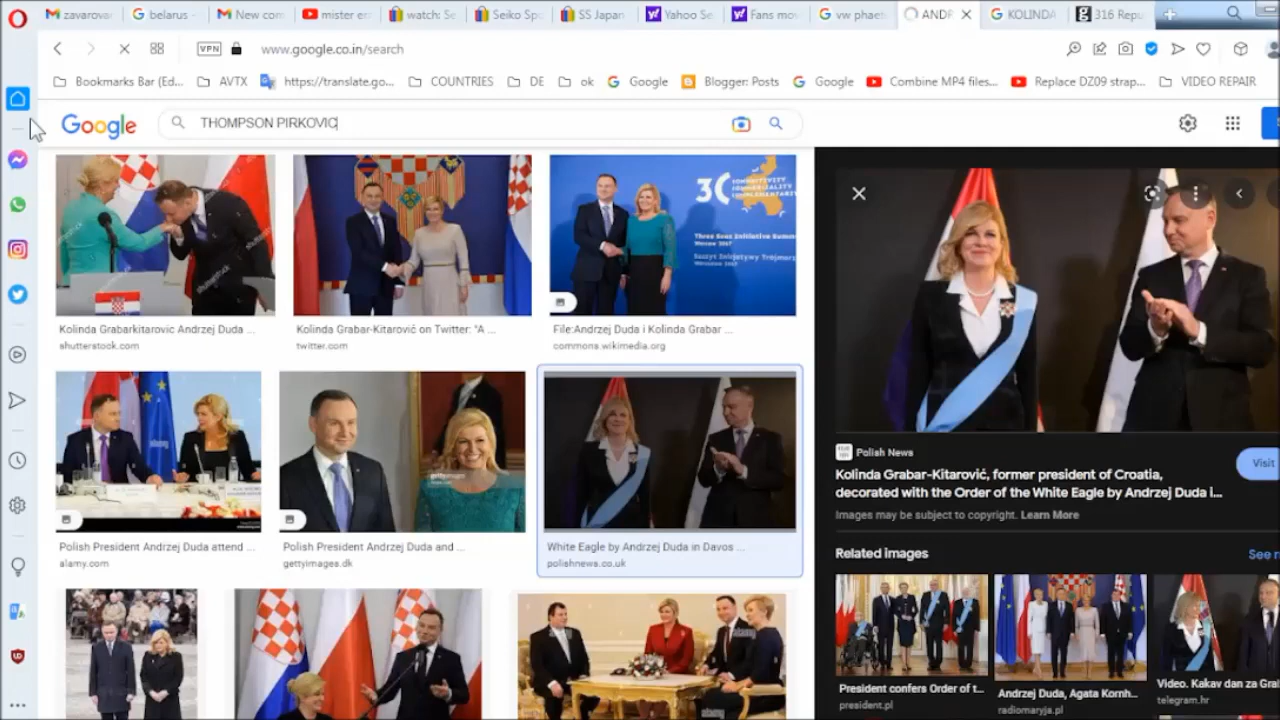 zavarova
belarus -
New con
mister er
watch: Se
Seiko Spo
SS Japan
Yahoo Se
Fans mov
vw phaet
ANDR
KOLINDA
316 Repu
VPN
www.google.co.in/search
Bookmarks Bar (Ed...
AVTX
https://translate.go...
COUNTRIES
DE
ok
Google
Blogger: Posts
Google
Combine MP4 files...
Replace DZ09 strap...
VIDEO REPAIR
Google
THOMPSON PIRKOVIC
Kolinda Grabarkitarovic Andrzej Duda ...
shutterstock.com
Kolinda Grabar-Kitarović on Twitter: "A ...
twitter.com
File:Andrzej Duda i Kolinda Grabar ...
commons.wikimedia.org
Polish President Andrzej Duda attend ...
alamy.com
Polish President Andrzej Duda and ...
gettyimages.dk
White Eagle by Andrzej Duda in Davos ...
polishnews.co.uk
Polish News
Visit
Kolinda Grabar-Kitarović, former president of Croatia,
decorated with the Order of the White Eagle by Andrzej Duda i...
Images may be subject to copyright. Learn More
Related images
See
President confers Order of t...
president.pl
Andrzej Duda, Agata Kornh...
radiomaryja.pl
Video. Kakav dan za Gra
telegram.hr